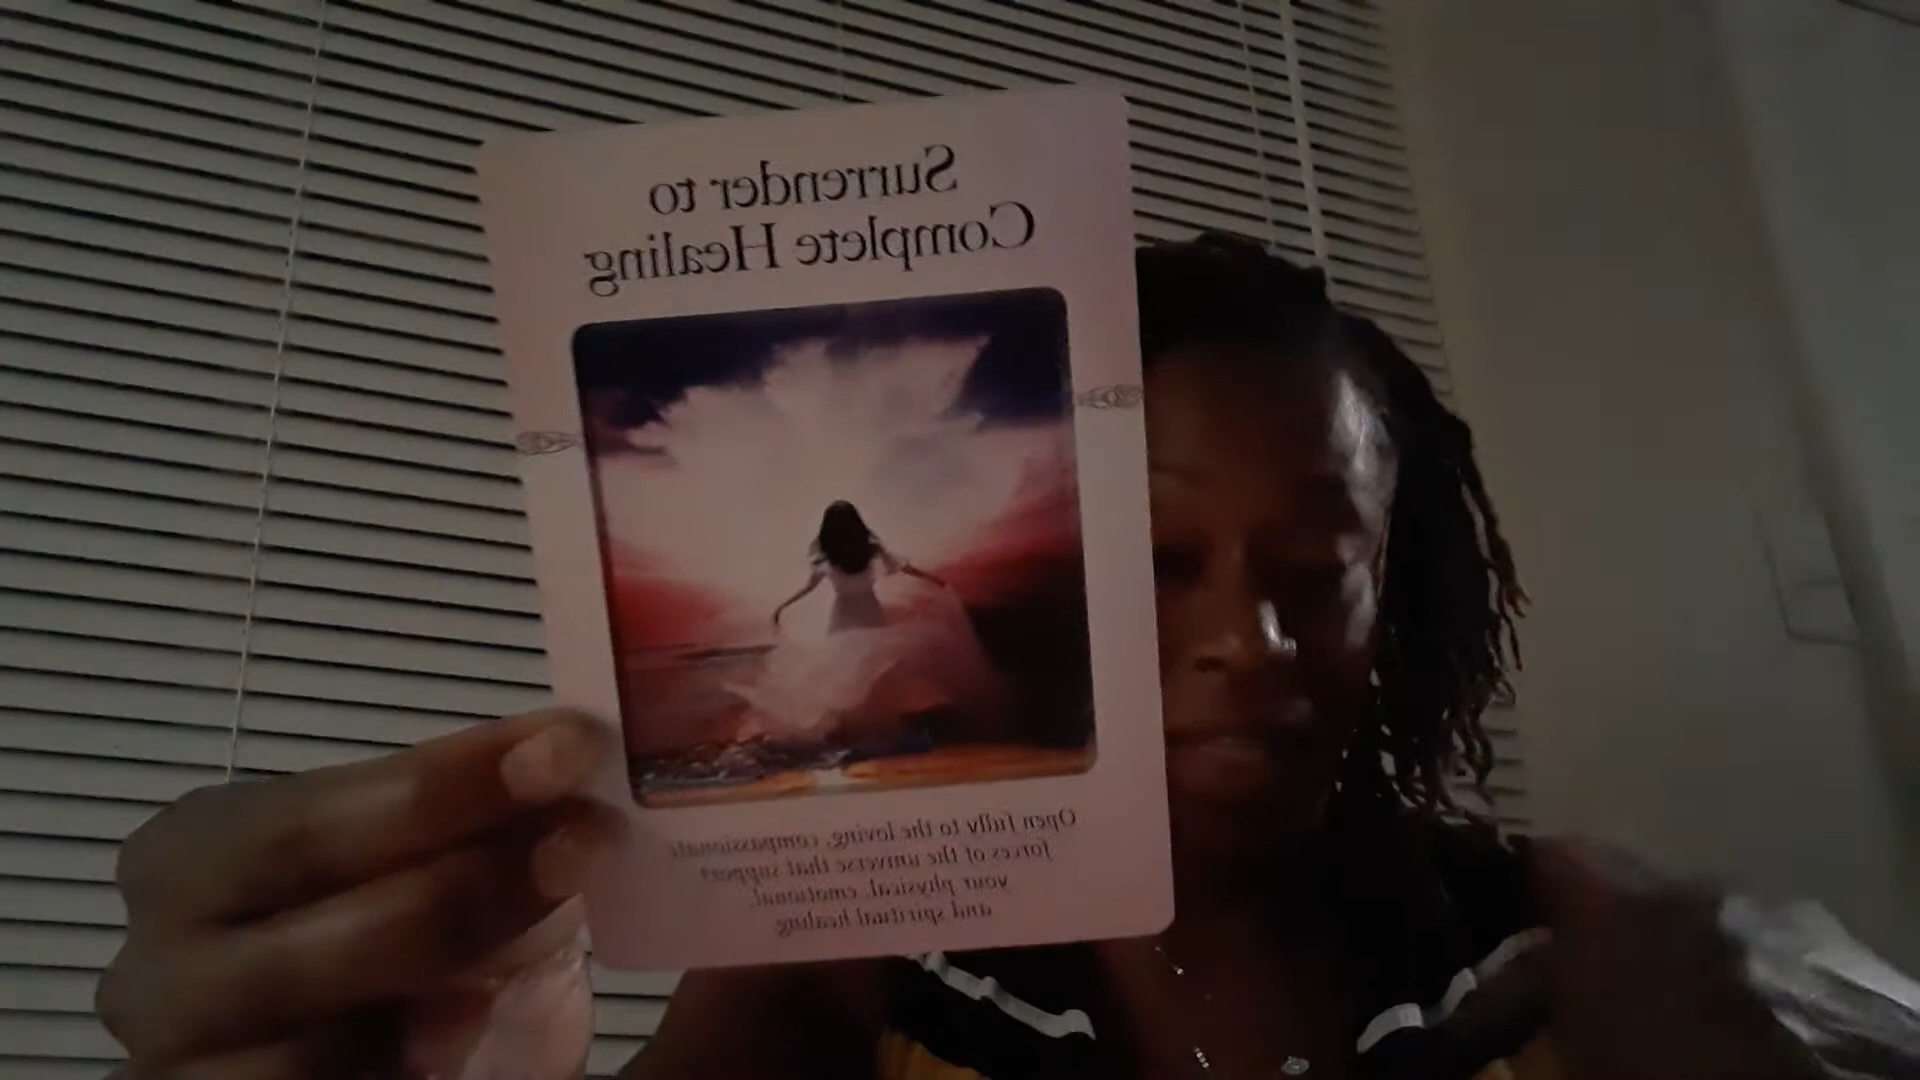 Surrender to
Complete Healing
Open fully to the loving, compassionate
forces of the universe that support
your physical, emotional,
and spiritual healing